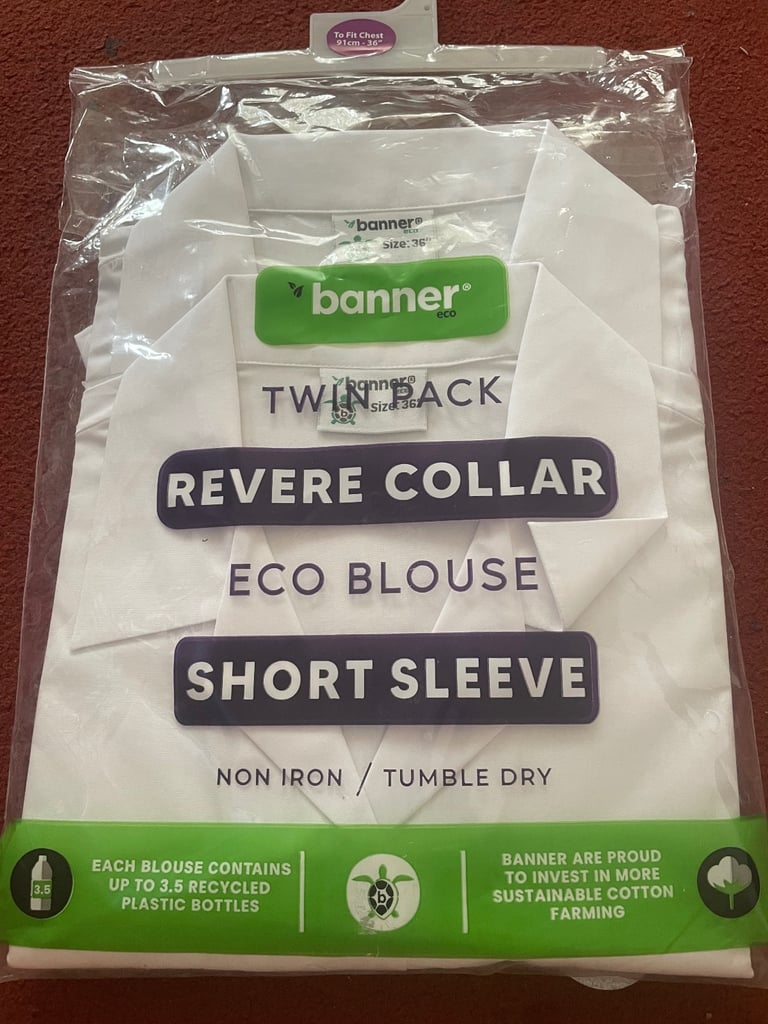 To Fit Chest
91cm - 36"
banner®
eco
Size: 36"
banner®
eco
banner®
Size: 36"
TWIN PACK
REVERE COLLAR
ECO BLOUSE
SHORT SLEEVE
NON IRON / TUMBLE DRY
3.5
EACH BLOUSE CONTAINS
UP TO 3.5 RECYCLED
PLASTIC BOTTLES
b
BANNER ARE PROUD
TO INVEST IN MORE
SUSTAINABLE COTTON
FARMING